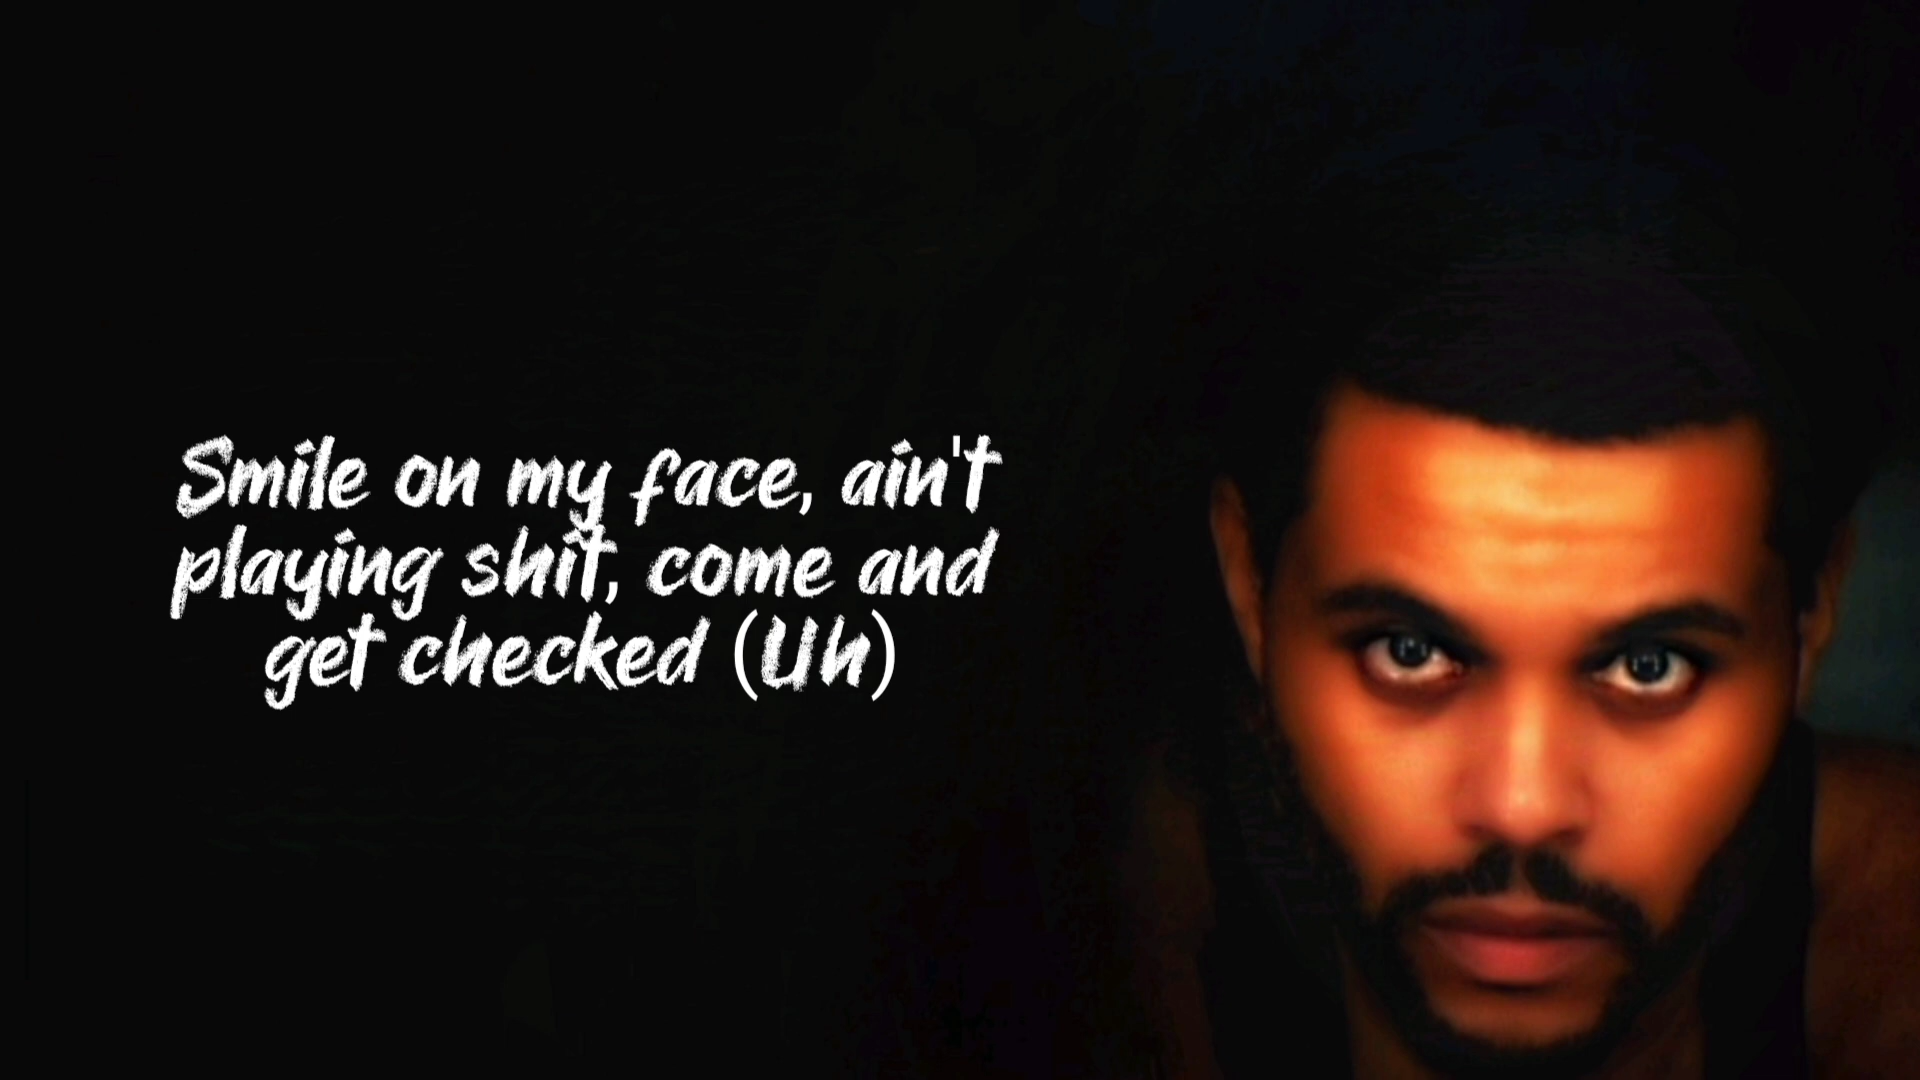 Smile on my face, ain't
playing shit, come and
get checked (Uh)